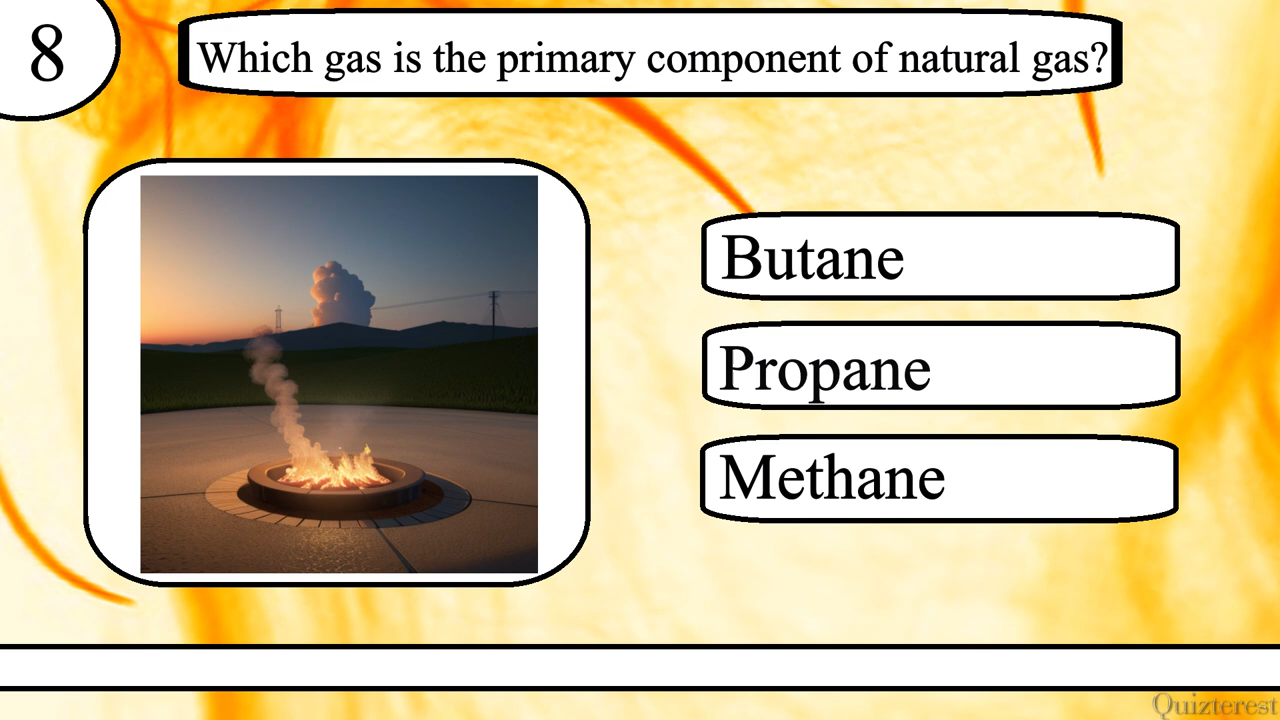 8
Which gas is the primary component of natural gas?
Butane
Propane
Methane
Quizterest